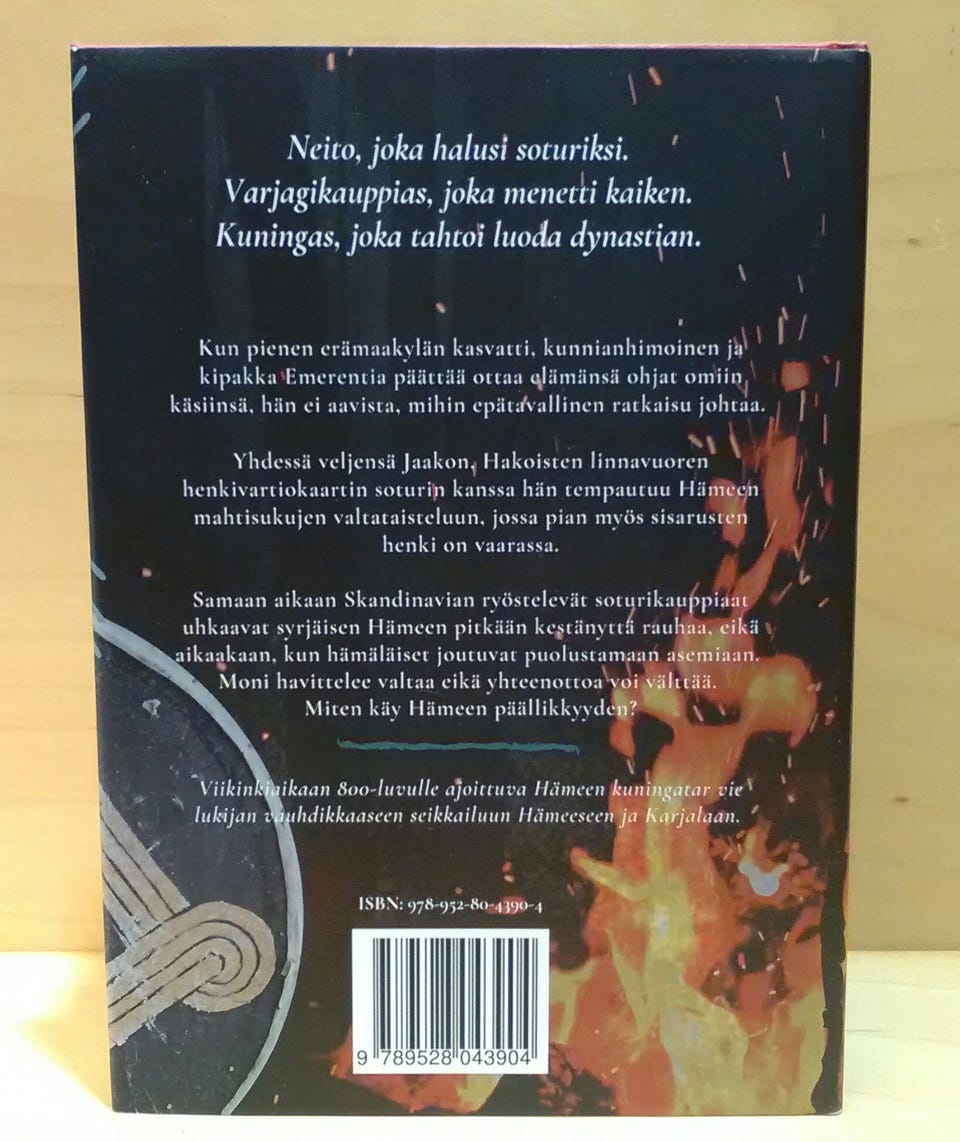 Neito, joka halusi soturiksi.
Varjagikauppias, joka menetti kaiken.
Kuningas, joka tahtoi luoda dynastian.
Kun pienen erämaakylän kasvatti, kunnianhimoinen ja
kipakka Emerentia päättää ottaa elämänsä ohjat omiin
käsiinsä, hän ei aavista, mihin epätavallinen ratkaisu johtaa.
Yhdessä veljensä Jaakon, Hakoisten linnavuoren
henkivartiokaartin soturin kanssa hän tempautuu Hämeen
mahtisukujen valtataisteluun, jossa pian myös sisarusten
henki on vaarassa.
Samaan aikaan Skandinavian ryöstelevät soturikauppiaat
uhkaavat syrjäisen Hämeen pitkään kestänyttä rauhaa, eikä
aikaakaan, kun hämäläiset joutuvat puolustamaan asemiaan.
Moni havittelee valtaa eikä yhteenottoa voi välttää.
Miten käy Hämeen päällikkyyden?
Viikinkiaikaan 800-luvulle ajoittuva Hämeen kuningatar vie
lukijan vauhdikkaaseen seikkailuun Hämeeseen ja Karjalaan.
ISBN: 978-952-80-4390-4
9 789528 043904